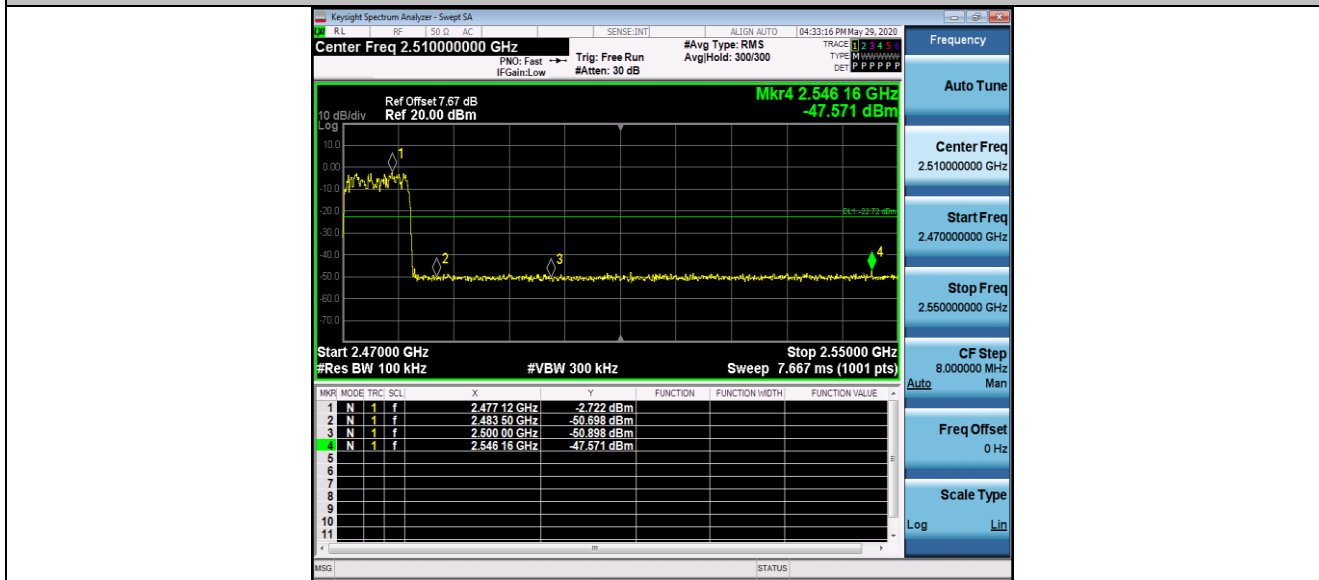 Keysight Spectrum Analyzer - Swept SA
RL RF 50 Ω AC SENSE:INT ALIGN AUTO 04:33:16 PM May 29, 2020
Center Freq 2.510000000 GHz
PNO: Fast
IFGain:Low
Trig: Free Run
#Atten: 30 dB
#Avg Type: RMS
Avg|Hold: 300/300
TRACE 1 2 3 4 5 6
TYPE M WWWWW
DET P P P P P P
Ref Offset 7.67 dB
Ref 20.00 dBm
10 dB/div
Log
Mkr4 2.546 16 GHz
-47.571 dBm
10.0
0.00
-10.0
-20.0
-30.0
-40.0
-50.0
-60.0
-70.0
1
2
3
4
DL1 -22.72 dBm
Start 2.47000 GHz Stop 2.55000 GHz
#Res BW 100 kHz #VBW 300 kHz Sweep 7.667 ms (1001 pts)
MKR MODE TRC SCL X Y FUNCTION FUNCTION WIDTH FUNCTION VALUE
1 N 1 f 2.477 12 GHz -2.722 dBm
2 N 1 f 2.483 50 GHz -50.698 dBm
3 N 1 f 2.500 00 GHz -50.898 dBm
4 N 1 f 2.546 16 GHz -47.571 dBm
5
6
7
8
9
10
11
MSG STATUS
Frequency
Auto Tune
Center Freq
2.510000000 GHz
Start Freq
2.470000000 GHz
Stop Freq
2.550000000 GHz
CF Step
8.000000 MHz
Auto Man
Freq Offset
0 Hz
Scale Type
Log Lin